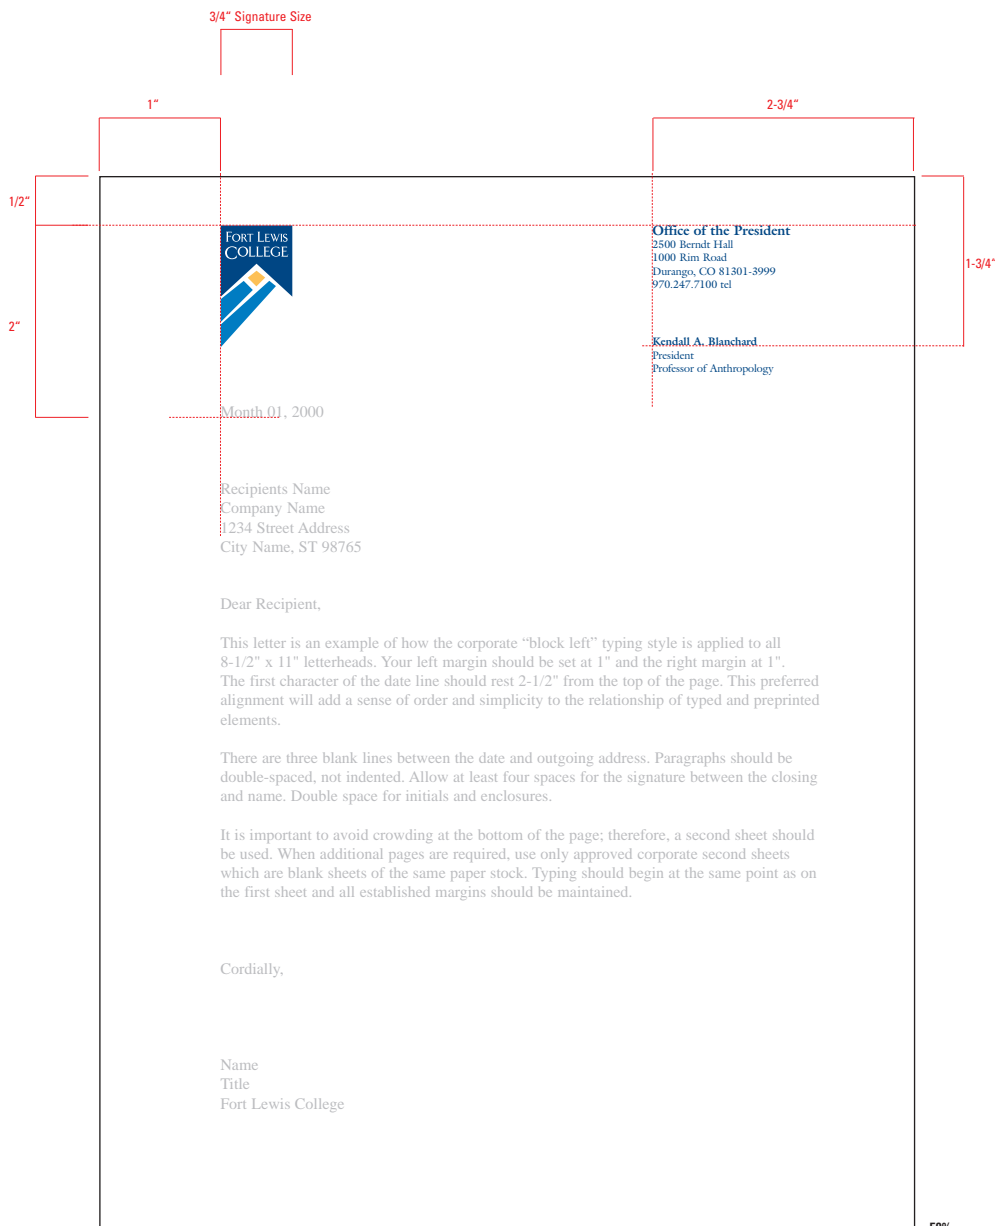 3/4“ Signature Size
1“
2-3/4“
1/2“
FORT LEWIS
COLLEGE
Office of the President
2500 Berndt Hall
1000 Rim Road
Durango, CO 81301-3999
970.247.7100 tel
1-3/4“
2“
Kendall A. Blanchard
President
Professor of Anthropology
Month 01, 2000
Recipients Name
Company Name
1234 Street Address
City Name, ST 98765
Dear Recipient,
This letter is an example of how the corporate “block left” typing style is applied to all
8-1/2" x 11" letterheads. Your left margin should be set at 1" and the right margin at 1".
The first character of the date line should rest 2-1/2" from the top of the page. This preferred
alignment will add a sense of order and simplicity to the relationship of typed and preprinted
elements.
There are three blank lines between the date and outgoing address. Paragraphs should be
double-spaced, not indented. Allow at least four spaces for the signature between the closing
and name. Double space for initials and enclosures.
It is important to avoid crowding at the bottom of the page; therefore, a second sheet should
be used. When additional pages are required, use only approved corporate second sheets
which are blank sheets of the same paper stock. Typing should begin at the same point as on
the first sheet and all established margins should be maintained.
Cordially,
Name
Title
Fort Lewis College